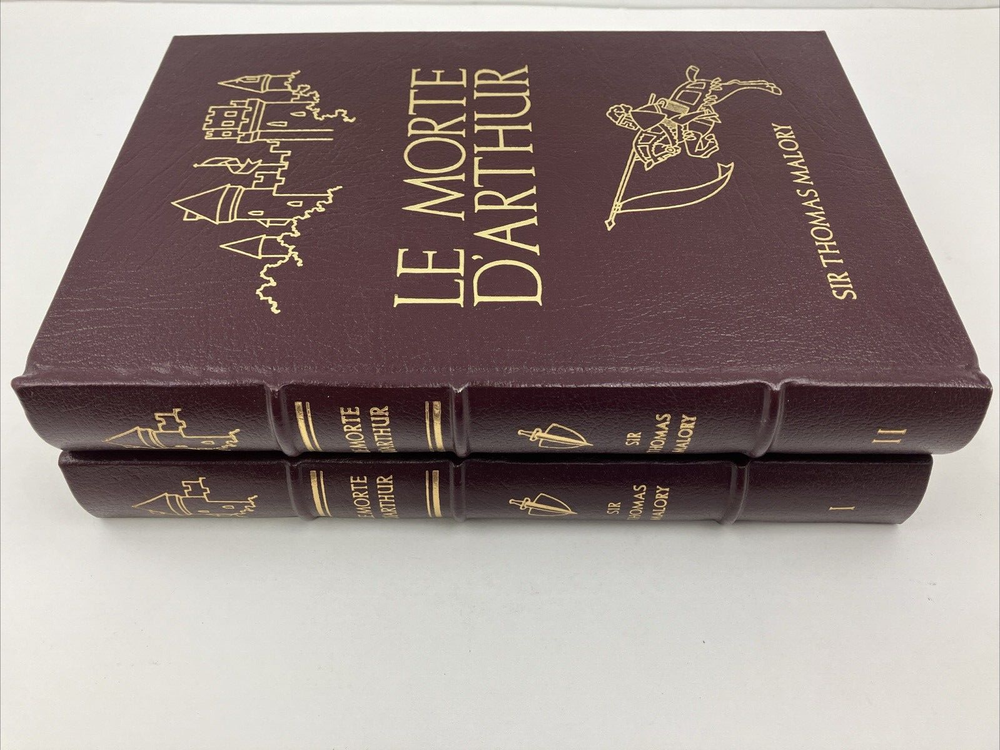 LE MORTE
D'ARTHUR
SIR THOMAS MALORY
LE MORTE
D'ARTHUR
SIR
THOMAS
MALORY
II
LE MORTE
D'ARTHUR
SIR
THOMAS
MALORY
I